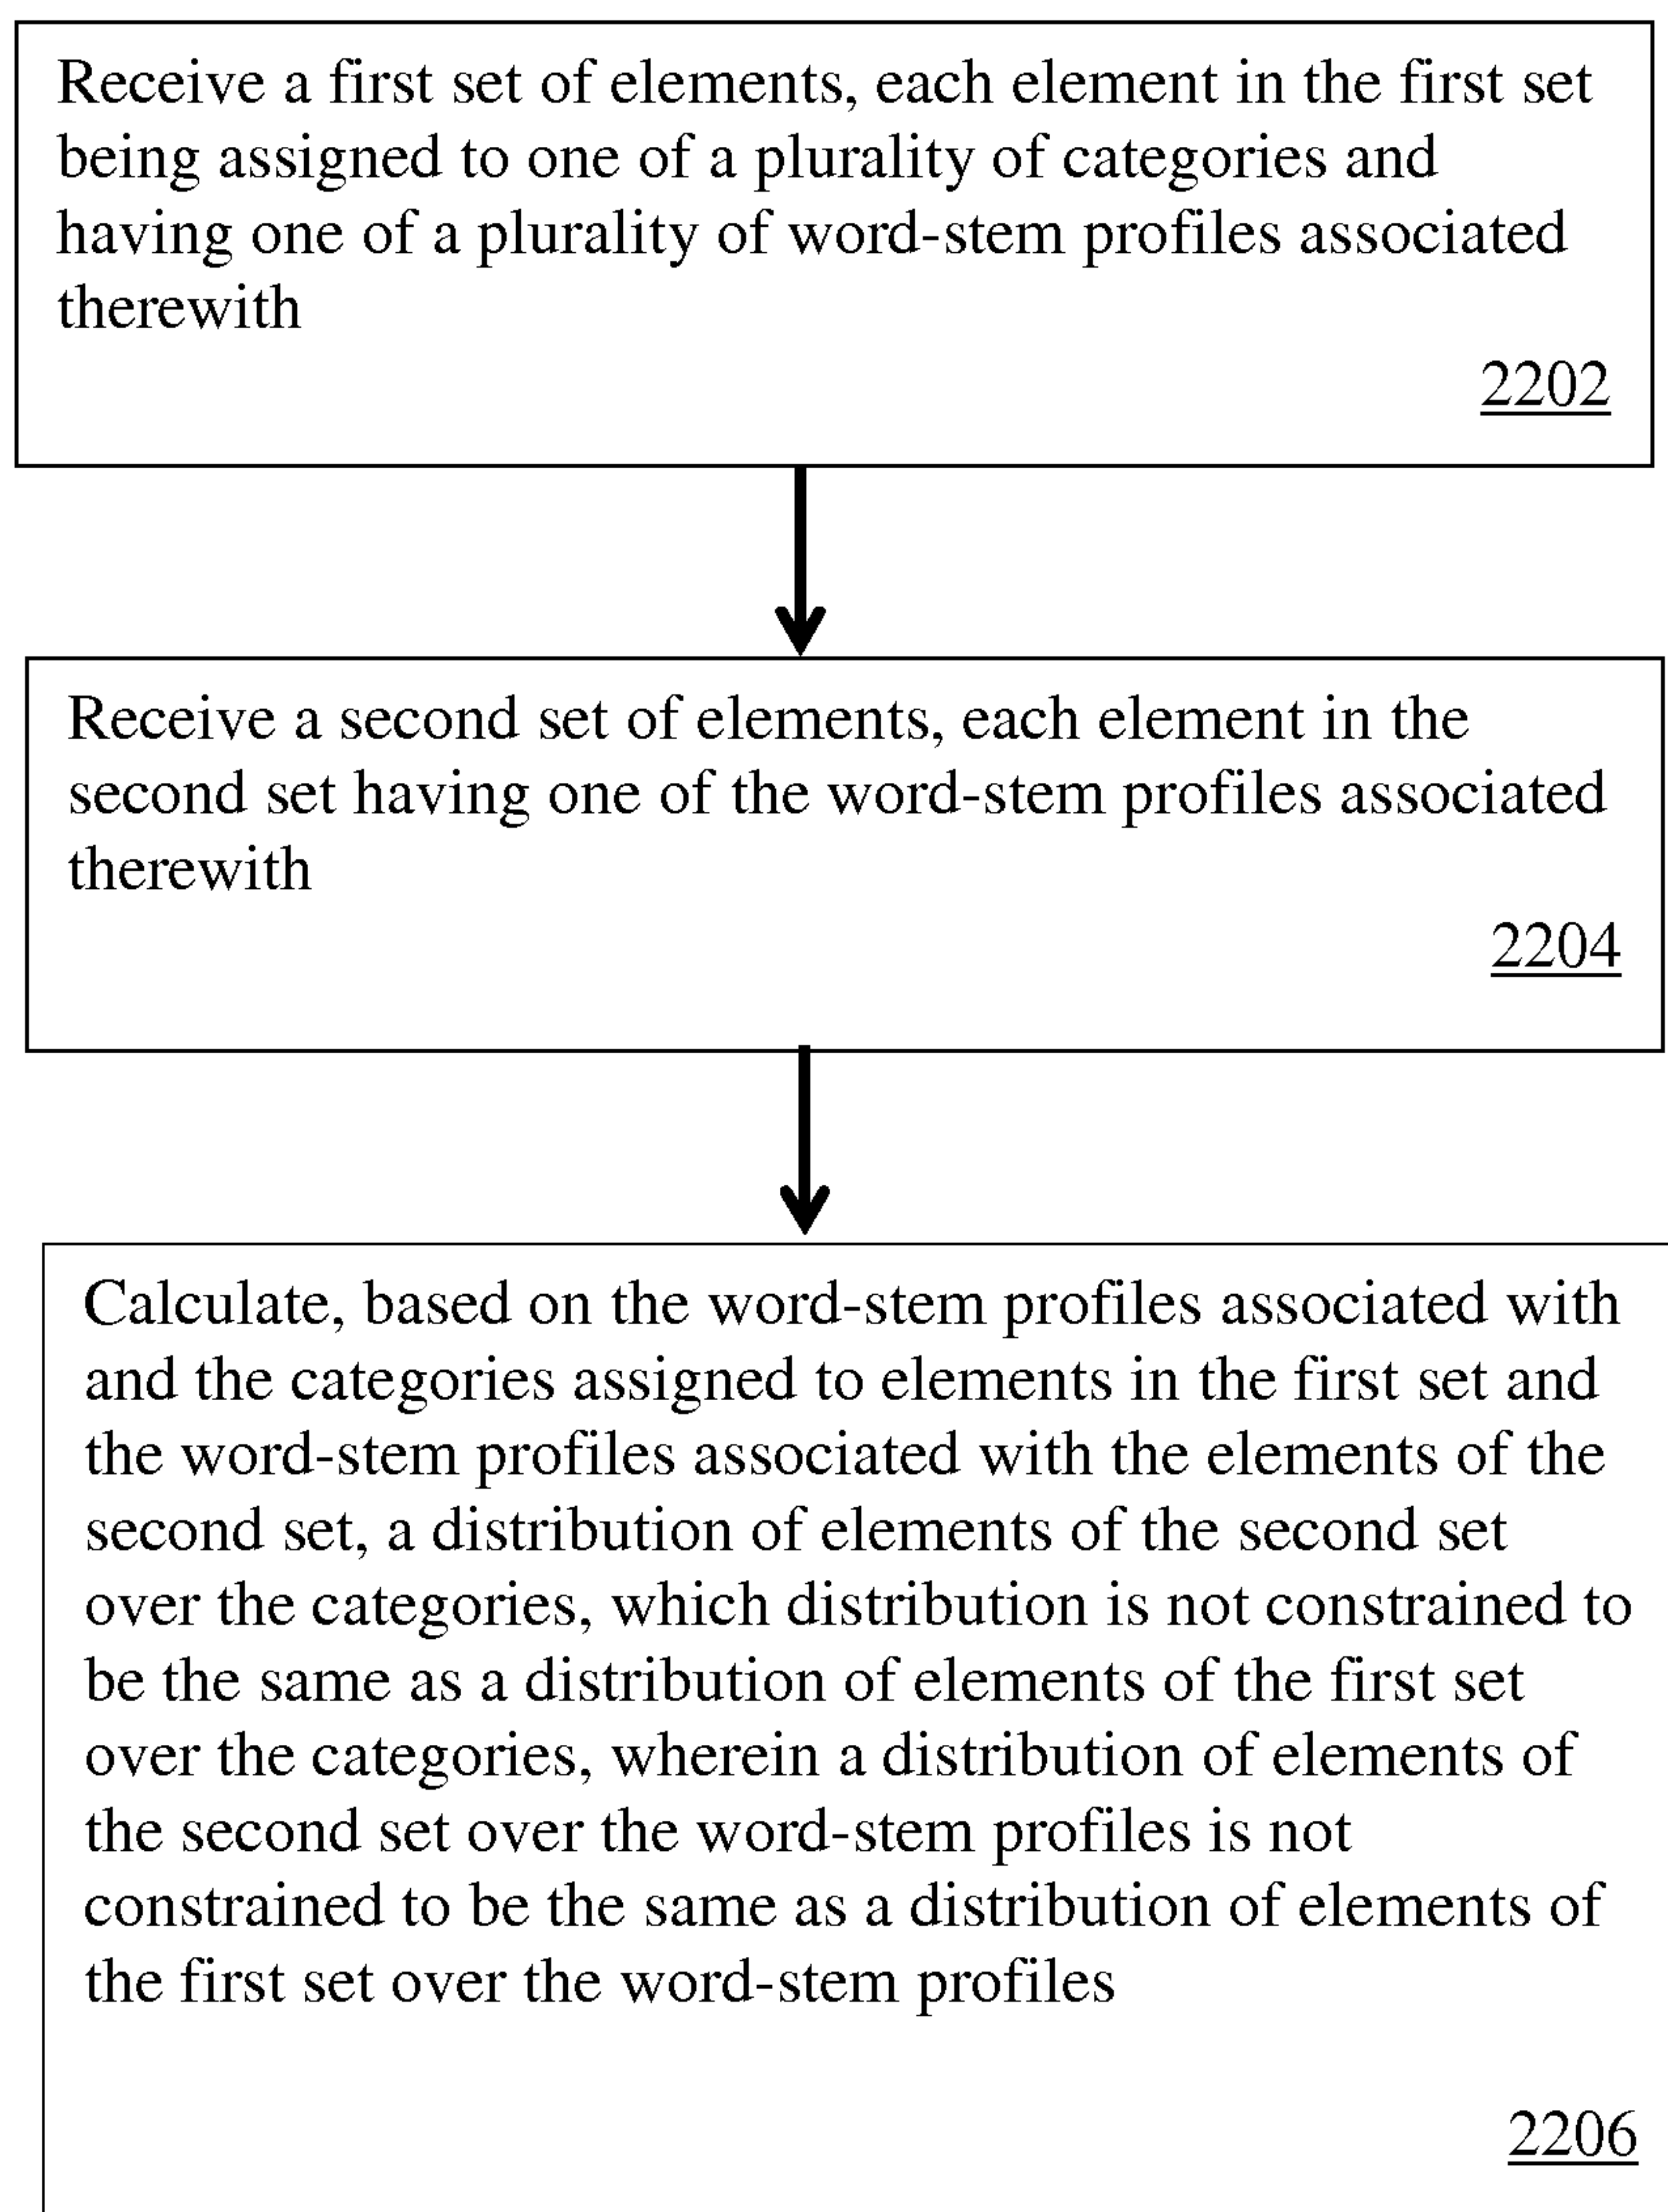 Receive a first set of elements, each element in the first set
being assigned to one of a plurality of categories and
having one of a plurality of word-stem profiles associated
therewith
2202
Receive a second set of elements, each element in the
second set having one of the word-stem profiles associated
therewith
2204
Calculate, based on the word-stem profiles associated with
and the categories assigned to elements in the first set and
the word-stem profiles associated with the elements of the
second set, a distribution of elements of the second set
over the categories, which distribution is not constrained to
be the same as a distribution of elements of the first set
over the categories, wherein a distribution of elements of
the second set over the word-stem profiles is not
constrained to be the same as a distribution of elements of
the first set over the word-stem profiles
2206